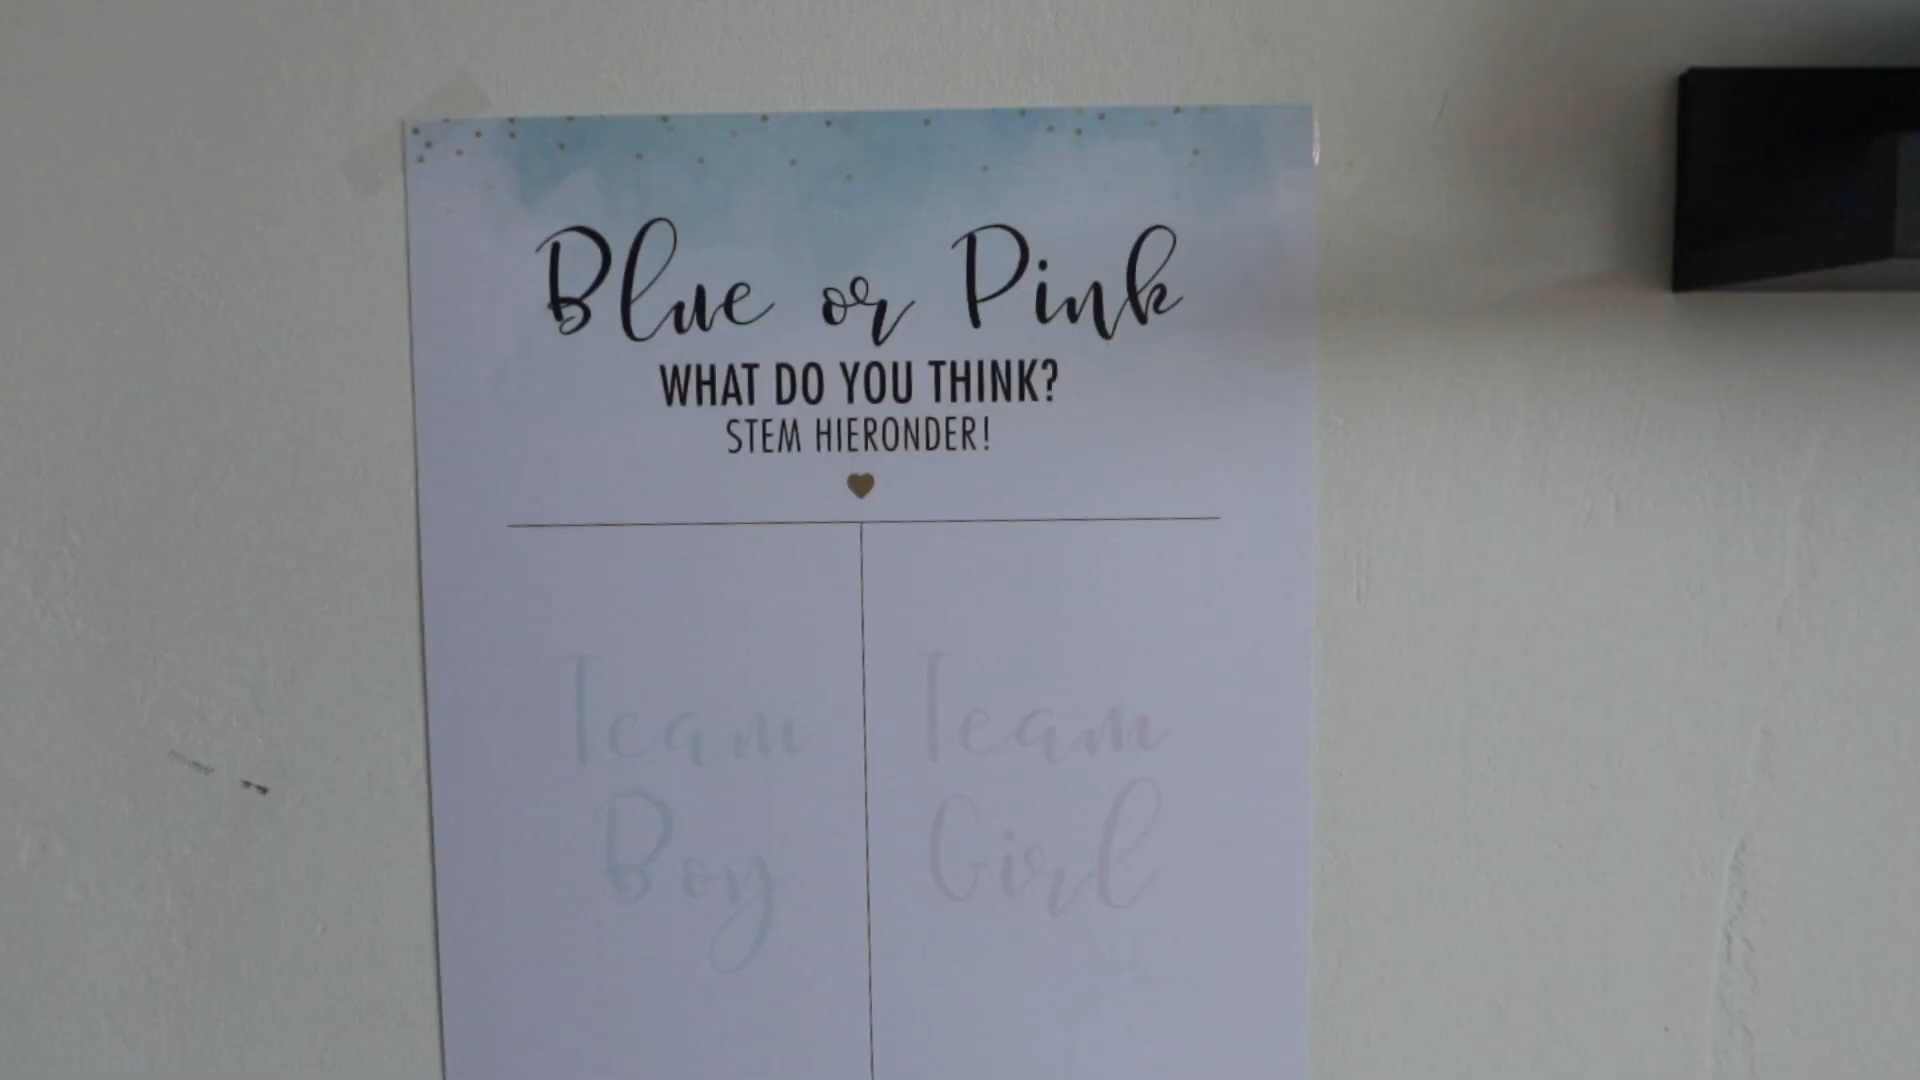 Blue or Pink
WHAT DO YOU THINK?
STEM HIERONDER!
Team
Boy
Team
Girl